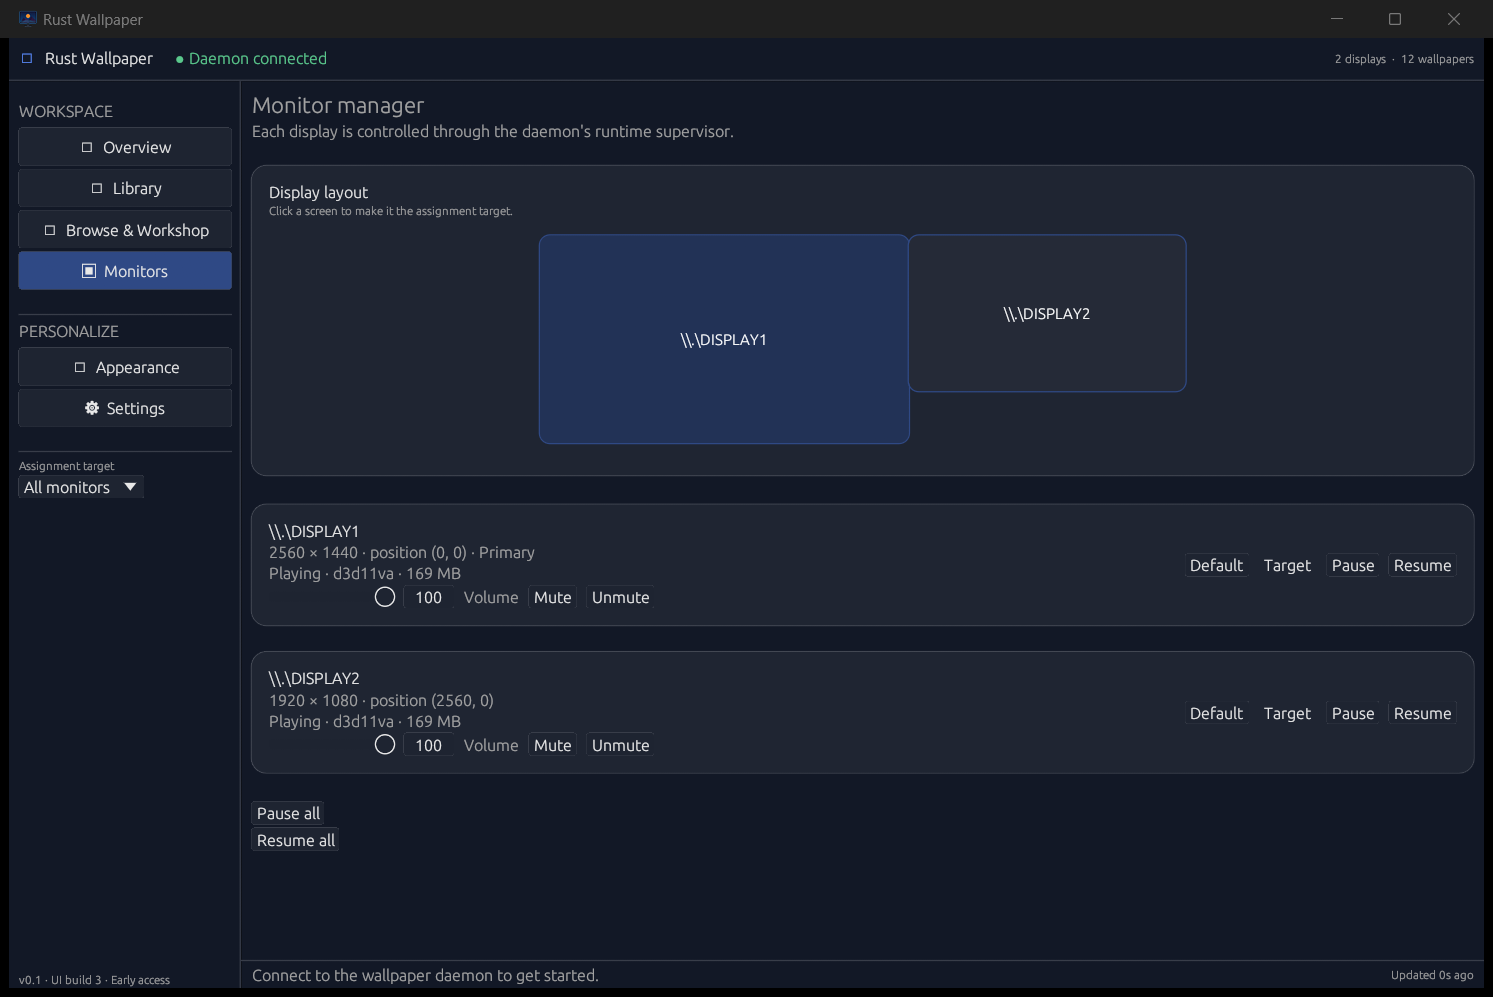 Rust Wallpaper
Rust Wallpaper
● Daemon connected
2 displays · 12 wallpapers
WORKSPACE
Overview
Library
Browse & Workshop
Monitors
PERSONALIZE
Appearance
Settings
Assignment target
All monitors
v0.1 · UI build 3 · Early access
Monitor manager
Each display is controlled through the daemon's runtime supervisor.
Display layout
Click a screen to make it the assignment target.
\\.\DISPLAY1
\\.\DISPLAY2
\\.\DISPLAY1
2560 × 1440 · position (0, 0) · Primary
Playing · d3d11va · 169 MB
100 Volume Mute Unmute
Default Target Pause Resume
\\.\DISPLAY2
1920 × 1080 · position (2560, 0)
Playing · d3d11va · 169 MB
100 Volume Mute Unmute
Default Target Pause Resume
Pause all
Resume all
Connect to the wallpaper daemon to get started.
Updated 0s ago